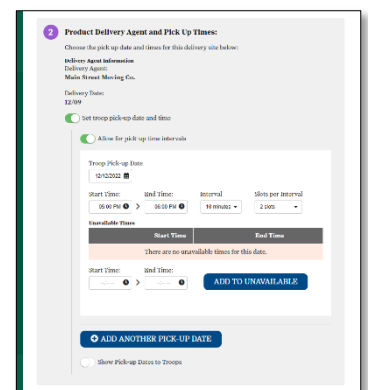 2 Product Delivery Agent and Pick Up Times:
Choose the pick up date and times for this delivery site below:
Delivery Agent Information
Delivery Agent:
Main Street Moving Co.
Delivery Date:
12/09
Set troop pick-up date and time
Allow for pick up time intervals
Troop Pick-up Date
12/12/2022
Start Time: End Time: Interval Slots per Interval
05:00 PM > 06:00 PM 10 minutes 2 slots
Unavailable Times
Start Time End Time
There are no unavailable times for this date.
Start Time: End Time:
--:-- -- > --:-- -- ADD TO UNAVAILABLE
ADD ANOTHER PICK-UP DATE
Show Pick-up Dates to Troops